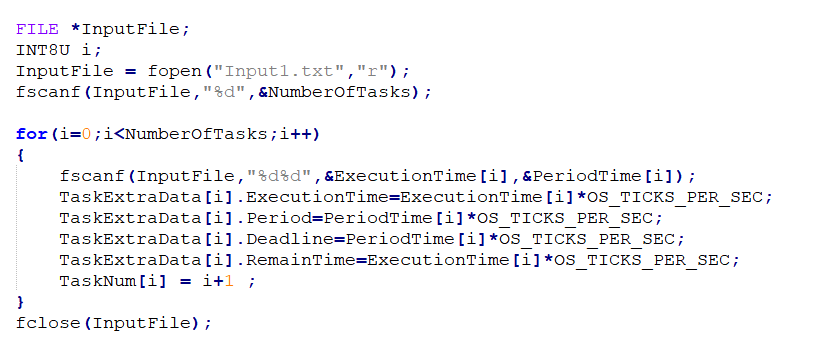 FILE *InputFile;
INT8U i;
InputFile = fopen("Input1.txt","r");
fscanf(InputFile,"%d",&NumberOfTasks);
for(i=0;i<NumberOfTasks;i++)
{
fscanf(InputFile,"%d%d",&ExecutionTime[i],&PeriodTime[i]);
TaskExtraData[i].ExecutionTime=ExecutionTime[i]*OS_TICKS_PER_SEC;
TaskExtraData[i].Period=PeriodTime[i]*OS_TICKS_PER_SEC;
TaskExtraData[i].Deadline=PeriodTime[i]*OS_TICKS_PER_SEC;
TaskExtraData[i].RemainTime=ExecutionTime[i]*OS_TICKS_PER_SEC;
TaskNum[i] = i+1 ;
}
fclose(InputFile);